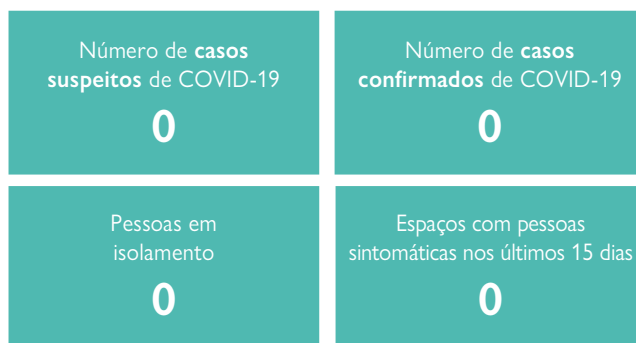 Número de casos
suspeitos de COVID-19
0
Número de casos
confirmados de COVID-19
0
Pessoas em
isolamento
0
Espaços com pessoas
sintomáticas nos últimos 15 dias
0